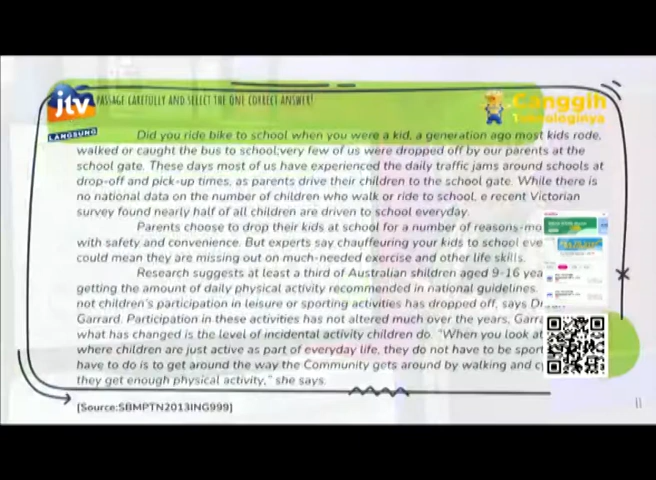 jtv
LANGSUNG
PASSAGE CAREFULLY AND SELECT THE ONE CORRECT ANSWER!
Canggih
Teknologinya
Did you ride bike to school when you were a kid, a generation ago most kids rode,
walked or caught the bus to school;very few of us were dropped off by our parents at the
school gate. These days most of us have experienced the daily traffic jams around schools at
drop-off and pick-up times, as parents drive their children to the school gate. While there is
no national data on the number of children who walk or ride to school, e recent Victorian
survey found nearly half of all children are driven to school everyday.
Parents choose to drop their kids at school for a number of reasons-mo
with safety and convenience. But experts say chauffeuring your kids to school eve
could mean they are missing out on much-needed exercise and other life skills.
Research suggests at least a third of Australian shildren aged 9-16 yea
getting the amount of daily physical activity recommended in national guidelines.
not children's participation in leisure or sporting activities has dropped off, says Dr
Garrard. Participation in these activities has not altered much over the years, Garra
what has changed is the level of incidental activity children do. "When you look at
where children are just active as part of everyday life, they do not have to be sport
have to do is to get around the way the Community gets around by walking and c
they get enough physical activity," she says.
[Source:SBMPTN2013ING999]